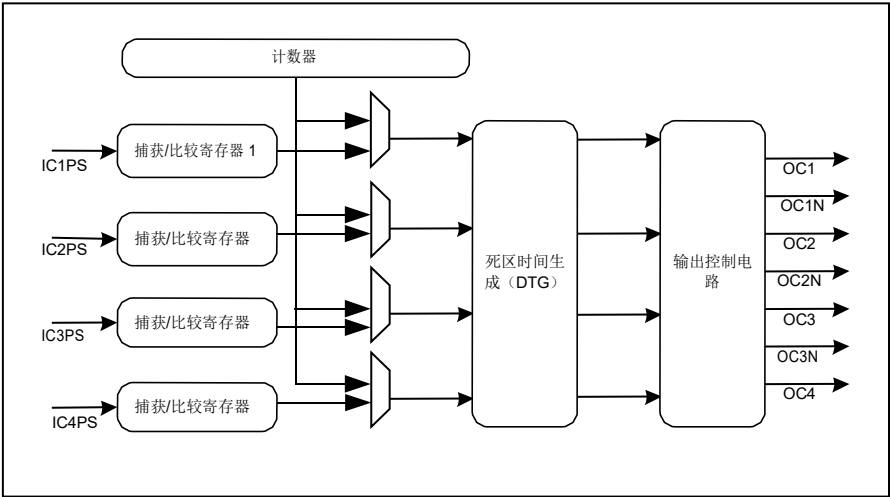 计数器
IC1PS
捕获/比较寄存器 1
IC2PS
捕获/比较寄存器
IC3PS
捕获/比较寄存器
IC4PS
捕获/比较寄存器
死区时间生
成（DTG）
输出控制电
路
OC1
OC1N
OC2
OC2N
OC3
OC3N
OC4